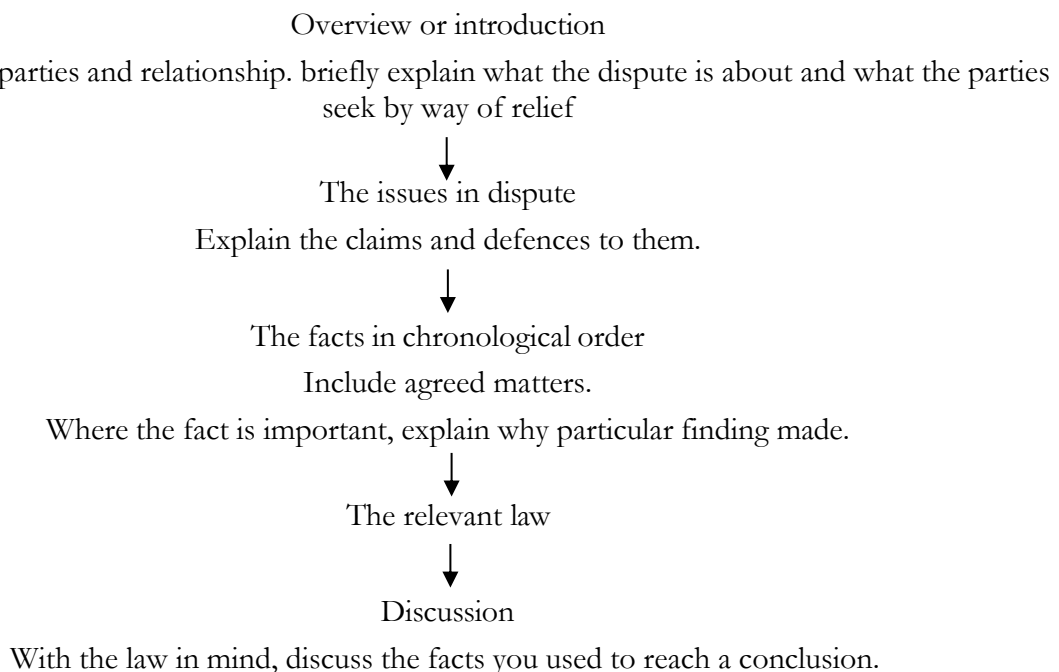 Overview or introduction
parties and relationship. briefly explain what the dispute is about and what the parties
seek by way of relief
The issues in dispute
Explain the claims and defences to them.
The facts in chronological order
Include agreed matters.
Where the fact is important, explain why particular finding made.
The relevant law
Discussion
With the law in mind, discuss the facts you used to reach a conclusion.